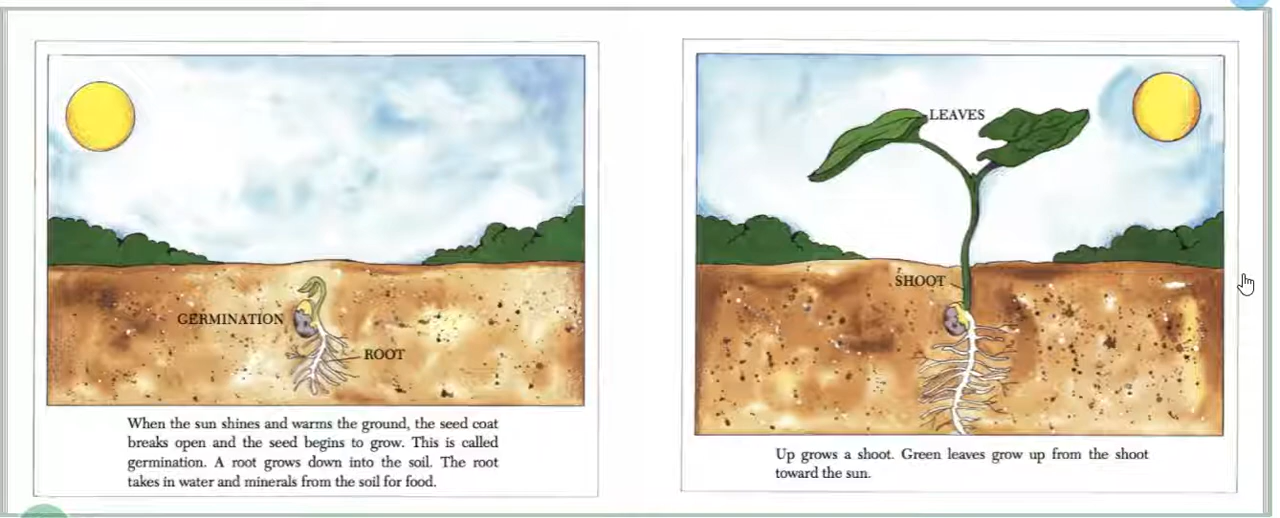 GERMINATION
ROOT
When the sun shines and warms the ground, the seed coat
breaks open and the seed begins to grow. This is called
germination. A root grows down into the soil. The root
takes in water and minerals from the soil for food.
LEAVES
SHOOT
Up grows a shoot. Green leaves grow up from the shoot
toward the sun.